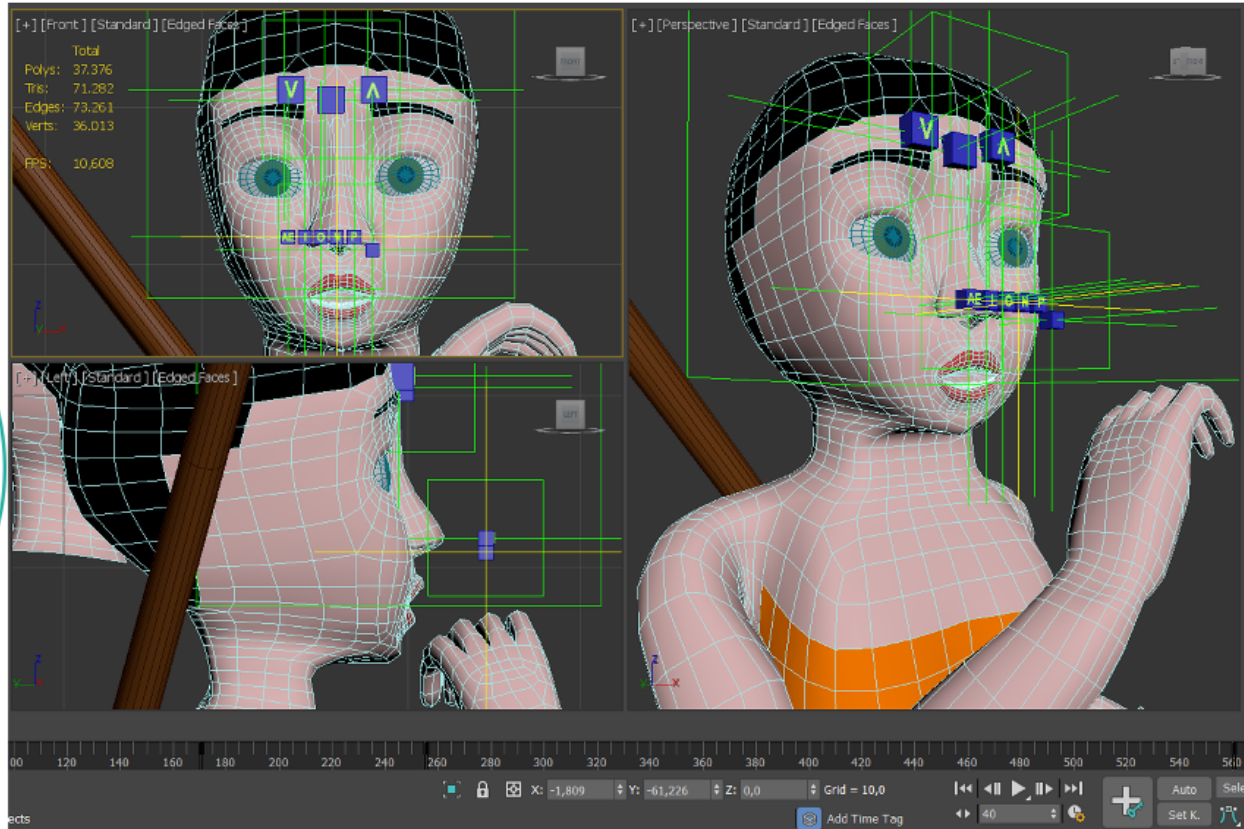 [+] [Front ] [Standard ] [Edged Faces ]
Total
Polys: 37.376
Tris: 71.282
Edges: 73.261
Verts: 36.013
FPS: 10,608
FRONT
V
Λ
AE I O M P
[+] [Perspective ] [Standard ] [Edged Faces ]
V
Λ
AE I O M P
[+] [Left ] [Standard ] [Edged Faces ]
LEFT
00 120 140 160 180 200 220 240 260 280 300 320 340 360 380 400 420 440 460 480 500 520 540 560
X: -1,809 Y: -61,226 Z: 0,0 Grid = 10,0
Auto Sele
ects Add Time Tag 40 Set K.